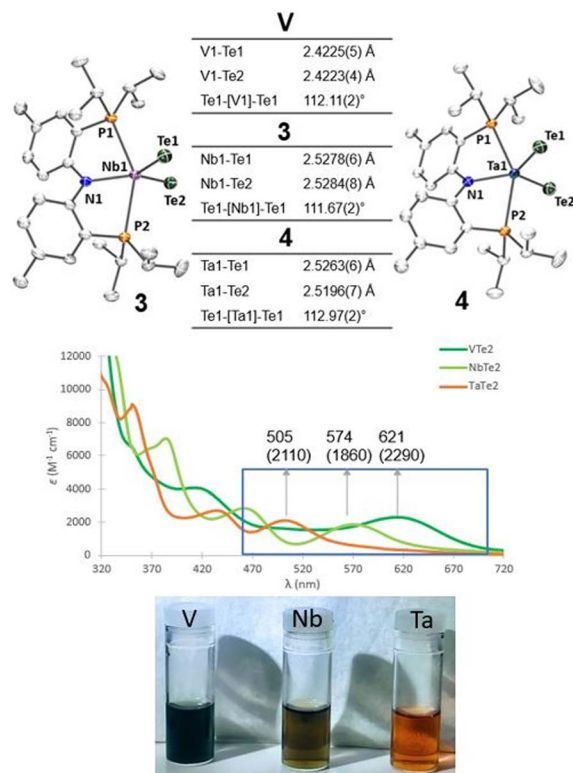 V
V1-Te1 2.4225(5) Å
V1-Te2 2.4223(4) Å
Te1-[V1]-Te1 112.11(2)°
3
Nb1-Te1 2.5278(6) Å
Nb1-Te2 2.5284(8) Å
Te1-[Nb1]-Te1 111.67(2)°
4
Ta1-Te1 2.5263(6) Å
Ta1-Te2 2.5196(7) Å
Te1-[Ta1]-Te1 112.97(2)°
P1
Te1
Nb1
N1
Te2
P2
3
P1
Te1
Ta1
N1
Te2
P2
4
VTe2
NbTe2
TaTe2
12000
10000
8000
6000
4000
2000
0
ε (M⁻¹ cm⁻¹)
505 574 621
(2110) (1860) (2290)
320 370 420 470 520 570 620 670 720
λ (nm)
V Nb Ta